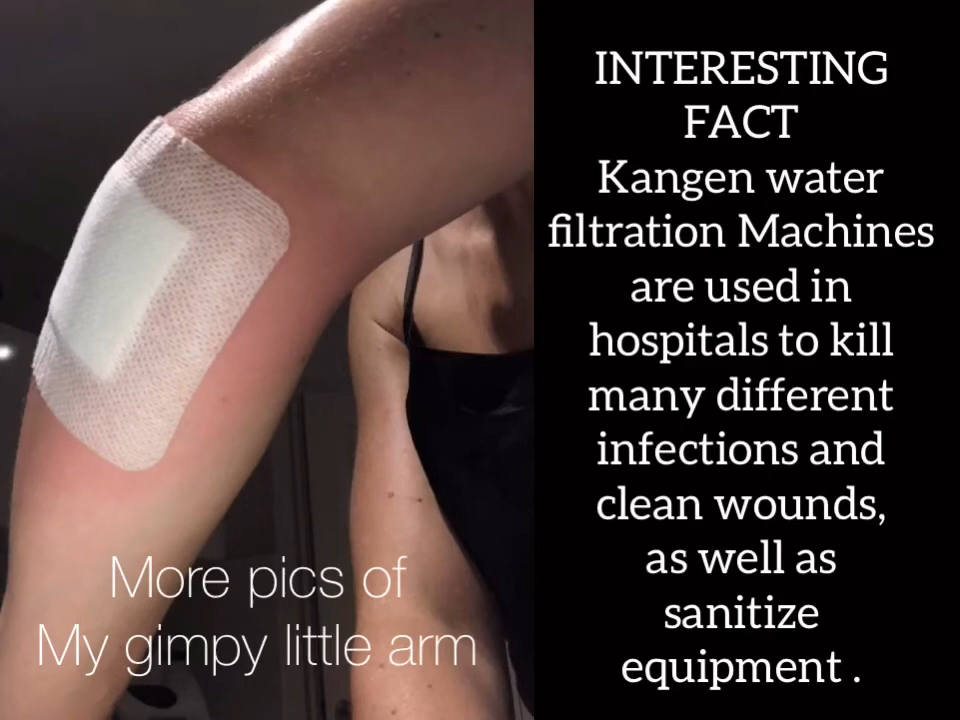 More pics of
My gimpy little arm
INTERESTING
FACT
Kangen water
filtration Machines
are used in
hospitals to kill
many different
infections and
clean wounds,
as well as
sanitize
equipment .